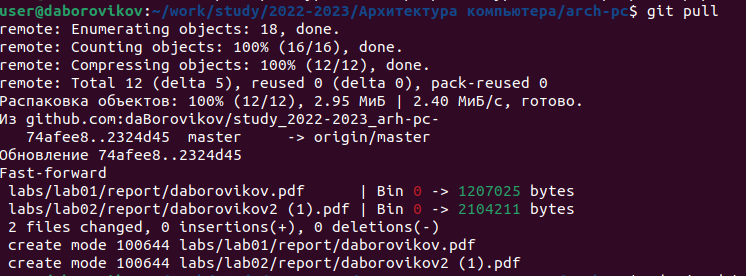 user@daborovikov:~/work/study/2022-2023/Архитектура компьютера/arch-pc$ git pull
remote: Enumerating objects: 18, done.
remote: Counting objects: 100% (16/16), done.
remote: Compressing objects: 100% (12/12), done.
remote: Total 12 (delta 5), reused 0 (delta 0), pack-reused 0
Распаковка объектов: 100% (12/12), 2.95 МиБ | 2.40 МиБ/с, готово.
Из github.com:daBorovikov/study_2022-2023_arh-pc-
   74afee8..2324d45  master     -> origin/master
Обновление 74afee8..2324d45
Fast-forward
 labs/lab01/report/daborovikov.pdf      | Bin 0 -> 1207025 bytes
 labs/lab02/report/daborovikov2 (1).pdf | Bin 0 -> 2104211 bytes
 2 files changed, 0 insertions(+), 0 deletions(-)
 create mode 100644 labs/lab01/report/daborovikov.pdf
 create mode 100644 labs/lab02/report/daborovikov2 (1).pdf